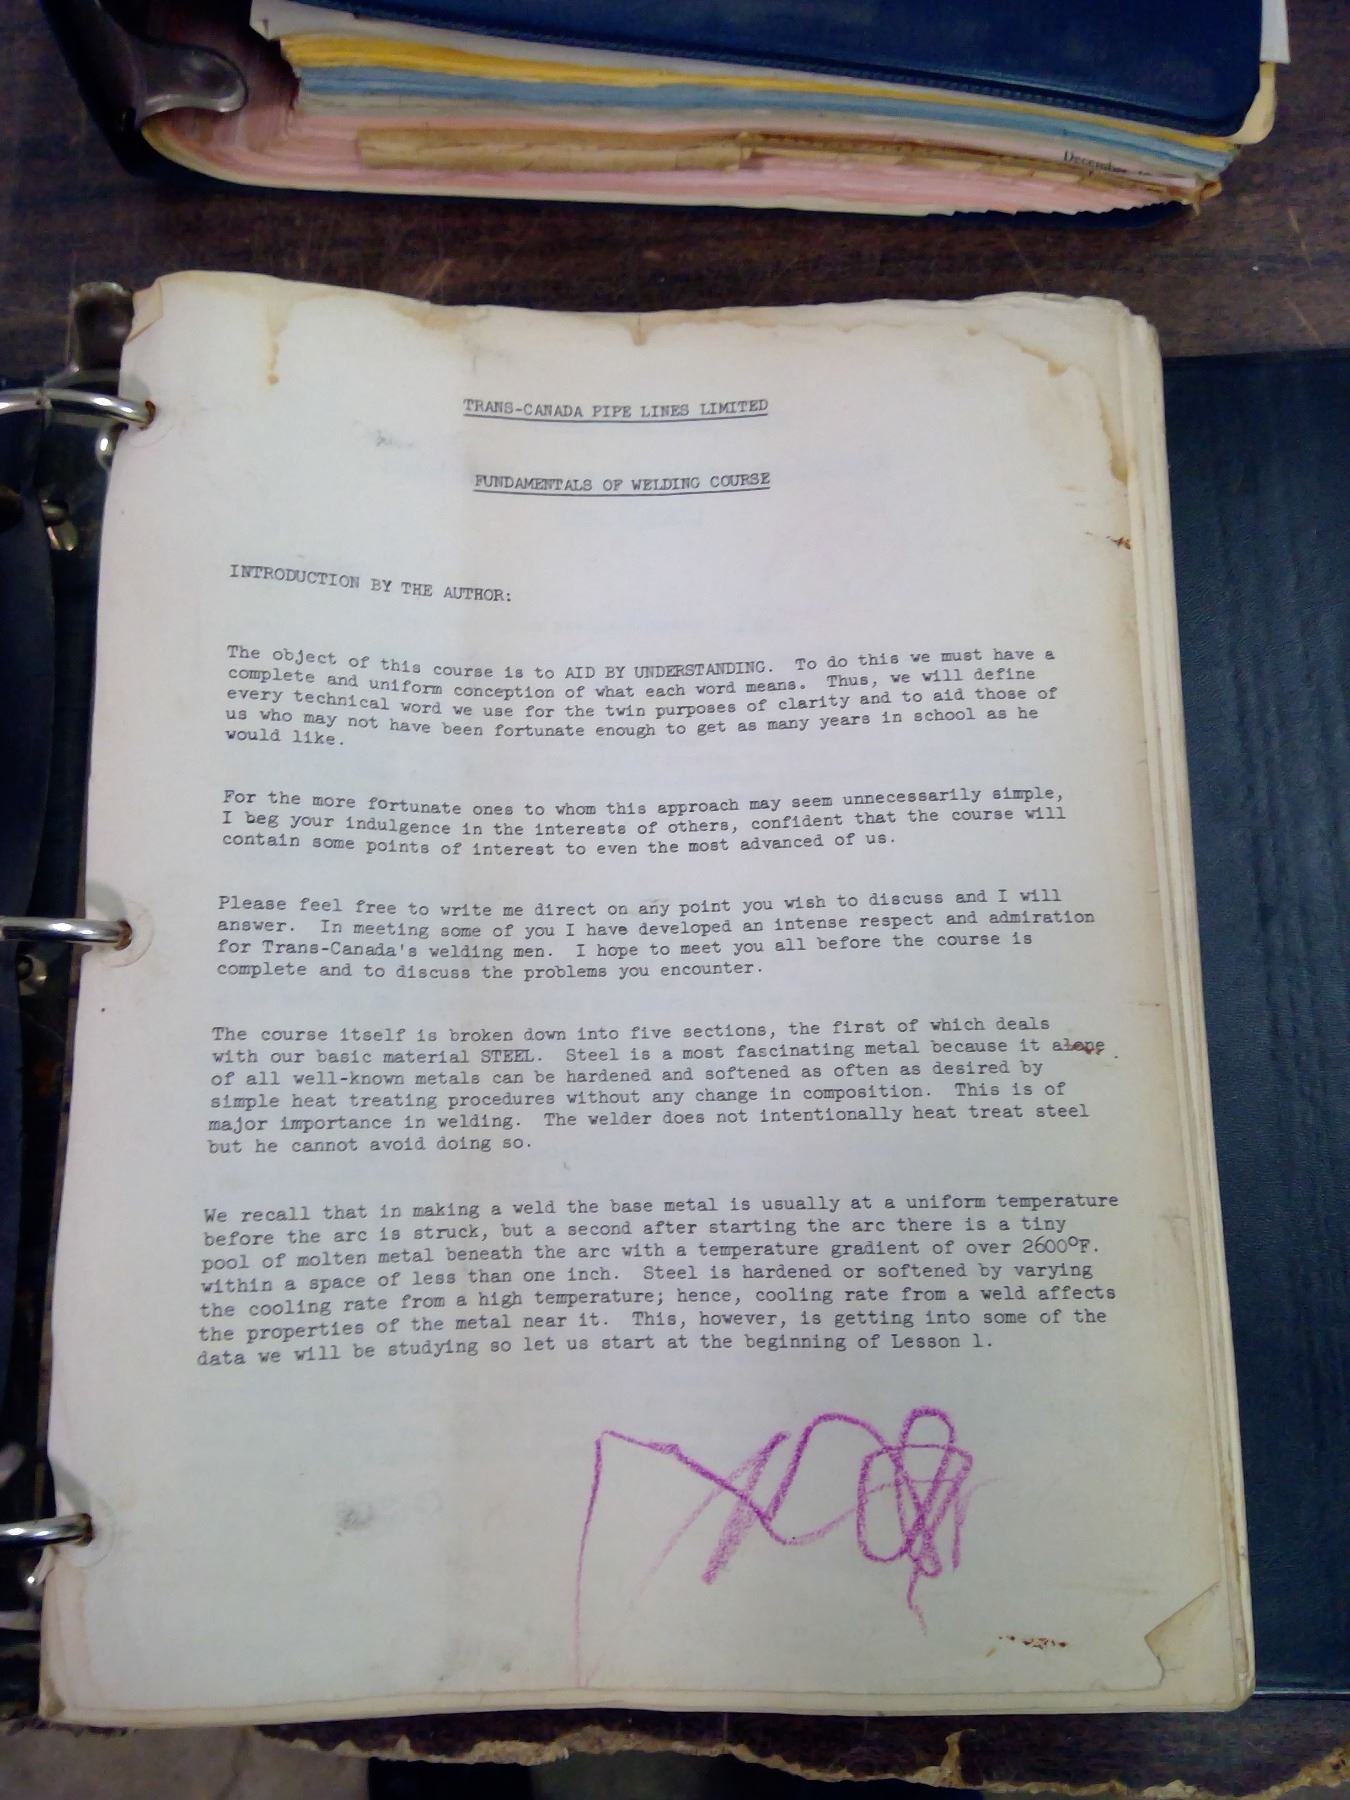 December
TRANS-CANADA PIPE LINES LIMITED
FUNDAMENTALS OF WELDING COURSE
INTRODUCTION BY THE AUTHOR:
The object of this course is to AID BY UNDERSTANDING. To do this we must have a
complete and uniform conception of what each word means. Thus, we will define
every technical word we use for the twin purposes of clarity and to aid those of
us who may not have been fortunate enough to get as many years in school as he
would like.
For the more fortunate ones to whom this approach may seem unnecessarily simple,
I beg your indulgence in the interests of others, confident that the course will
contain some points of interest to even the most advanced of us.
Please feel free to write me direct on any point you wish to discuss and I will
answer. In meeting some of you I have developed an intense respect and admiration
for Trans-Canada's welding men. I hope to meet you all before the course is
complete and to discuss the problems you encounter.
The course itself is broken down into five sections, the first of which deals
with our basic material STEEL. Steel is a most fascinating metal because it alone
of all well-known metals can be hardened and softened as often as desired by
simple heat treating procedures without any change in composition. This is of
major importance in welding. The welder does not intentionally heat treat steel
but he cannot avoid doing so.
We recall that in making a weld the base metal is usually at a uniform temperature
before the arc is struck, but a second after starting the arc there is a tiny
pool of molten metal beneath the arc with a temperature gradient of over 2600°F.
within a space of less than one inch. Steel is hardened or softened by varying
the cooling rate from a high temperature; hence, cooling rate from a weld affects
the properties of the metal near it. This, however, is getting into some of the
data we will be studying so let us start at the beginning of Lesson 1.